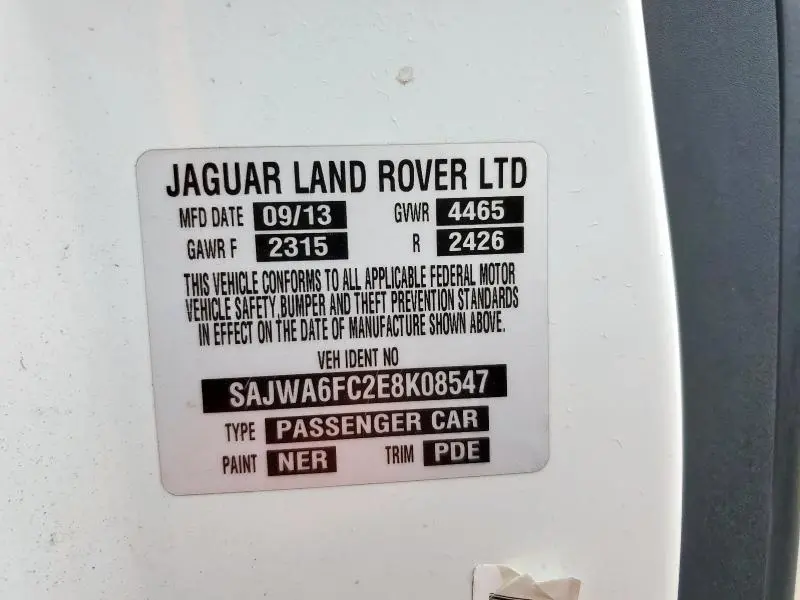 JAGUAR LAND ROVER LTD
MFD DATE 09/13 GVWR 4465
GAWR F 2315 R 2426
THIS VEHICLE CONFORMS TO ALL APPLICABLE FEDERAL MOTOR
VEHICLE SAFETY, BUMPER AND THEFT PREVENTION STANDARDS
IN EFFECT ON THE DATE OF MANUFACTURE SHOWN ABOVE.
VEH IDENT NO
SAJWA6FC2E8K08547
TYPE PASSENGER CAR
PAINT NER TRIM PDE